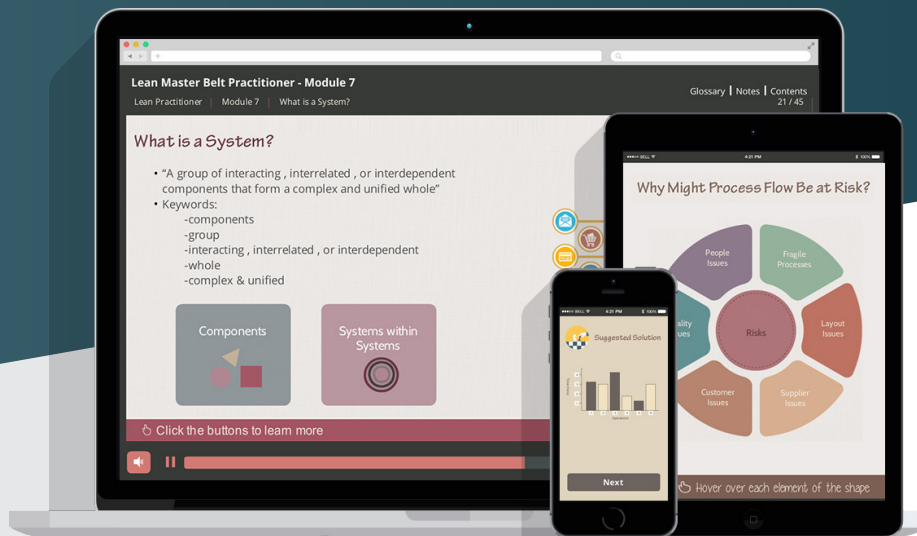 Lean Master Belt Practitioner - Module 7
Lean Practitioner | Module 7 | What is a System?
Glossary | Notes | Contents
21 / 45
What is a System?
• “A group of interacting , interrelated , or interdependent
components that form a complex and unified whole”
• Keywords:
-components
-group
-interacting , interrelated , or interdependent
-whole
-complex & unified
Components
Systems within
Systems
Click the buttons to learn more
BELL
4:21 PM
100%
Suggested Solution
Next
BELL
4:21 PM
100%
Why Might Process Flow Be at Risk?
People
Issues
Fragile
Processes
Layout
Issues
Risks
Customer
Issues
Supplier
Issues
Hover over each element of the shape